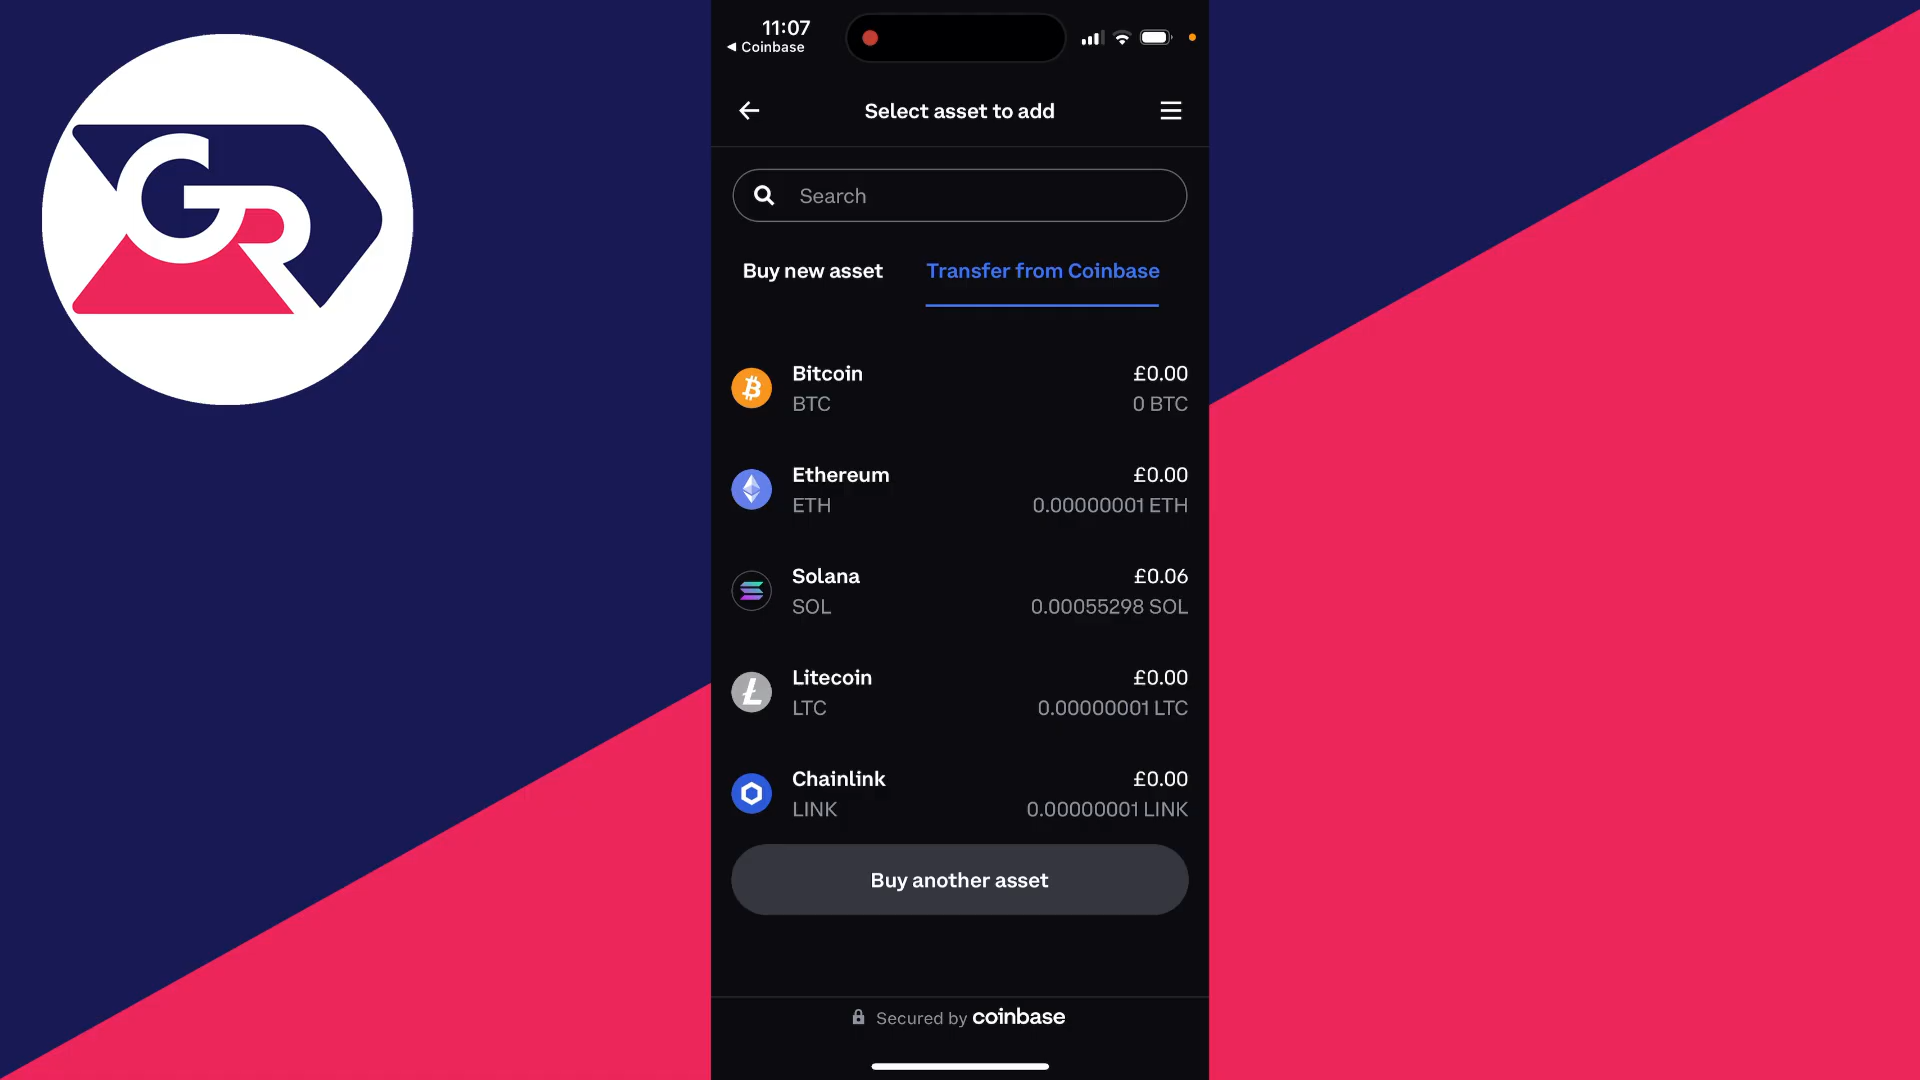 GR
11:07
◀ Coinbase
Select asset to add
Search
Buy new asset
Transfer from Coinbase
Bitcoin £0.00
BTC 0 BTC
Ethereum £0.00
ETH 0.00000001 ETH
Solana £0.06
SOL 0.00055298 SOL
Litecoin £0.00
LTC 0.00000001 LTC
Chainlink £0.00
LINK 0.00000001 LINK
Buy another asset
Secured by coinbase